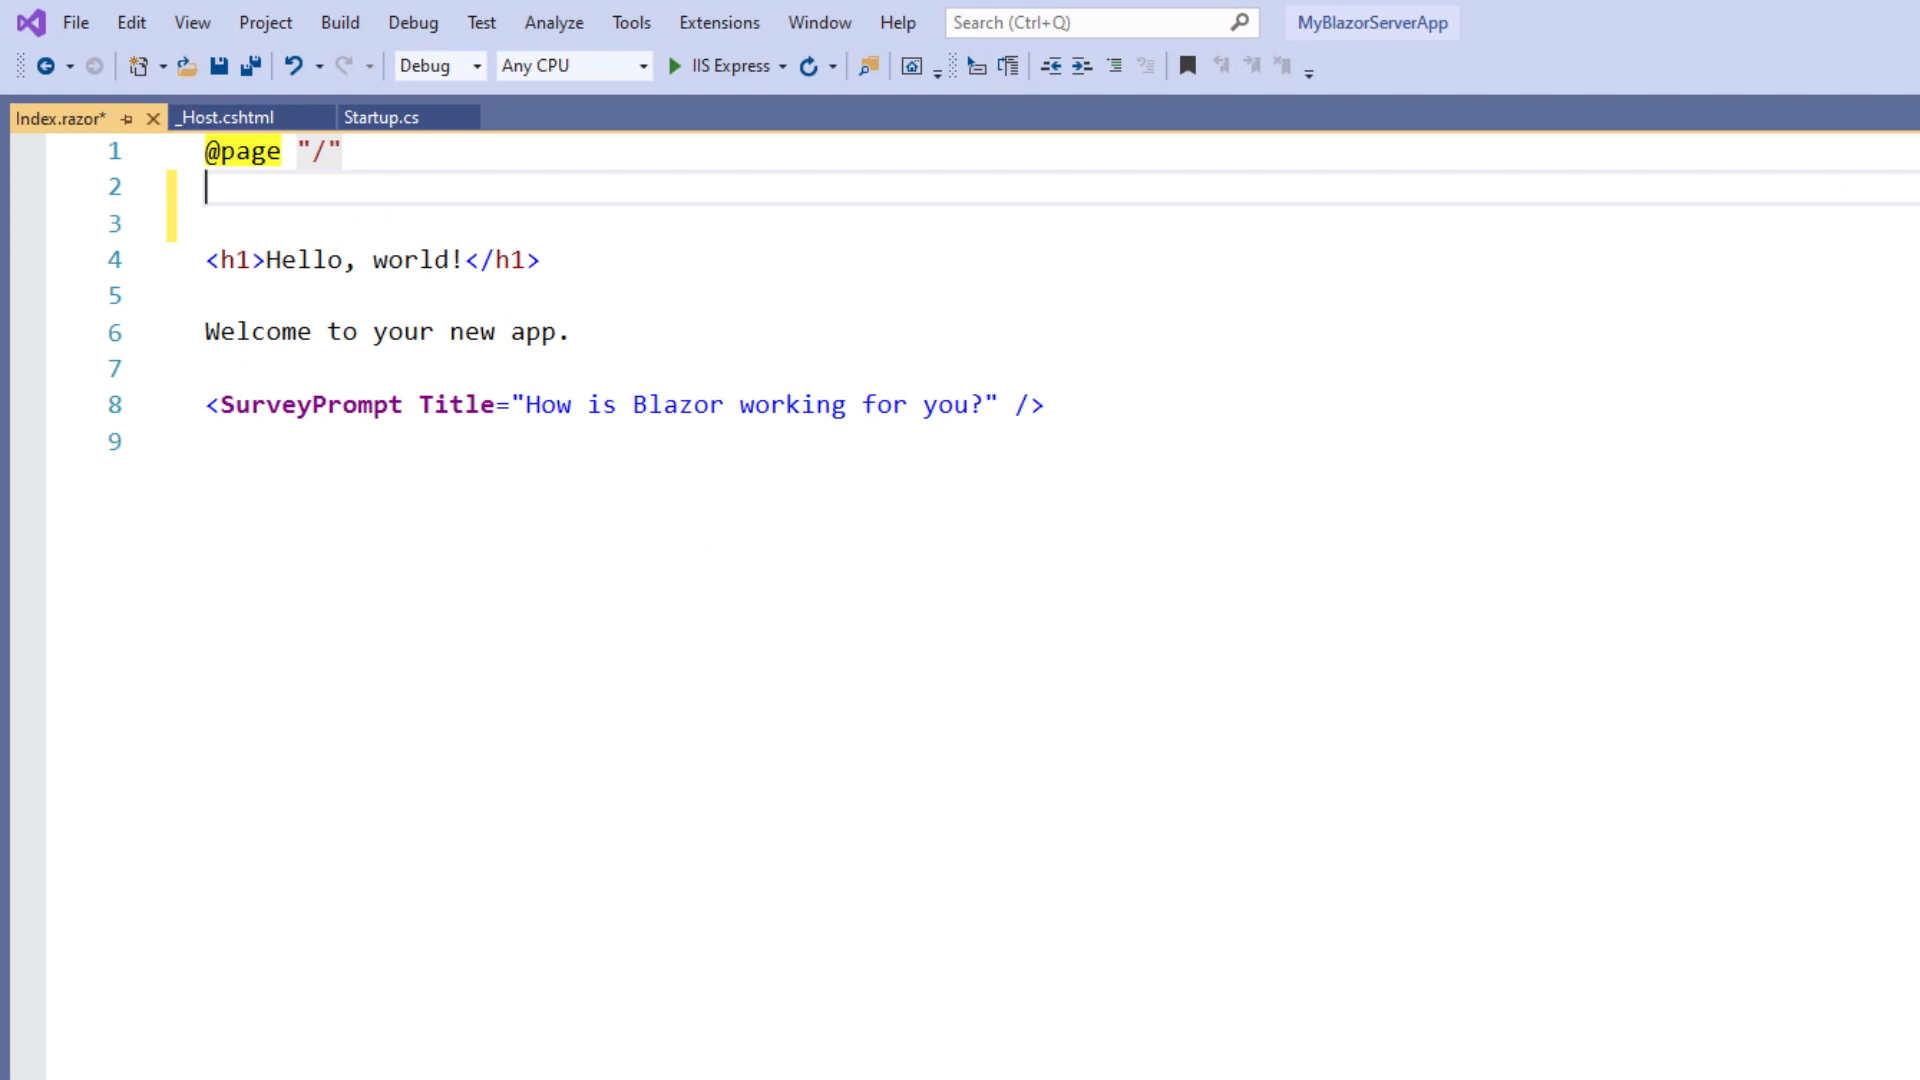 File Edit View Project Build Debug Test Analyze Tools Extensions Window Help Search (Ctrl+Q) MyBlazorServerApp
Debug Any CPU IIS Express
Index.razor* _Host.cshtml Startup.cs
1 @page "/"
2
3
4 <h1>Hello, world!</h1>
5
6 Welcome to your new app.
7
8 <SurveyPrompt Title="How is Blazor working for you?" />
9